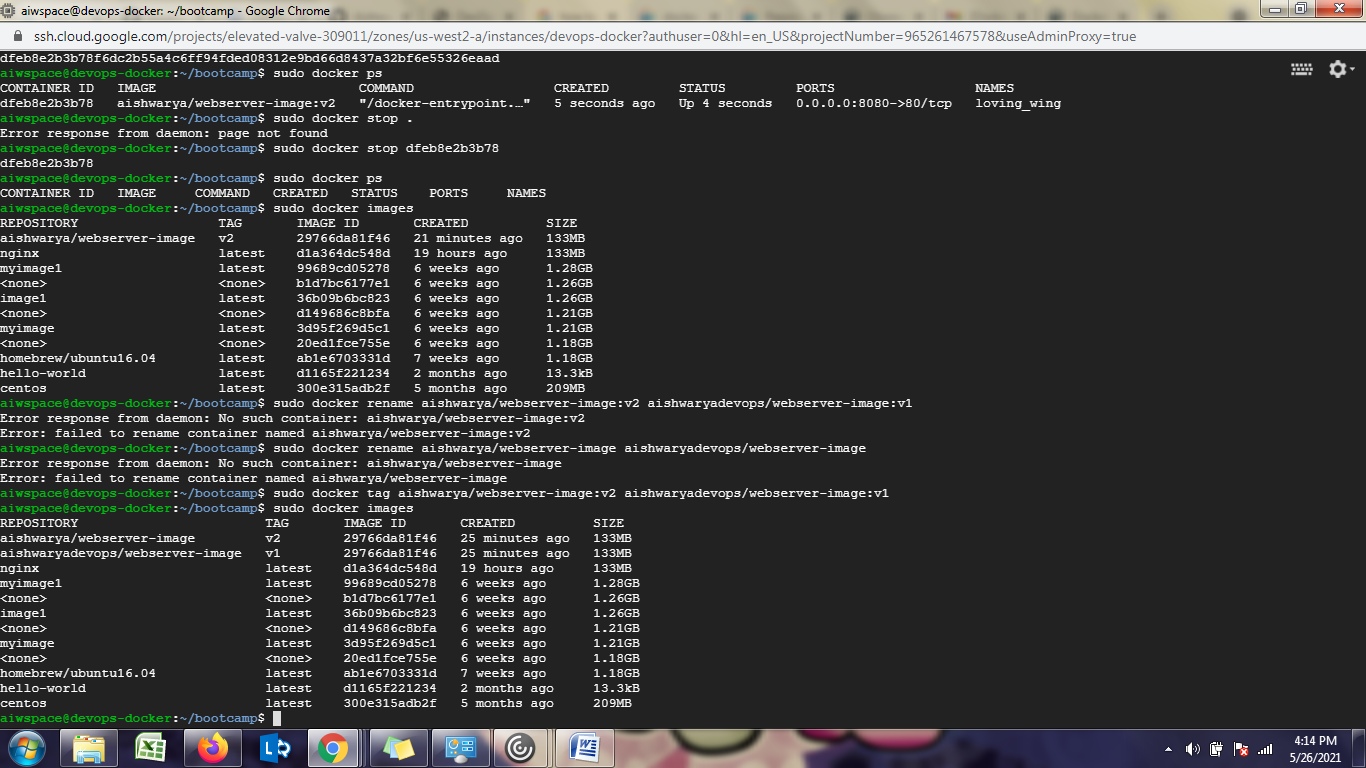 aiwspace@devops-docker: ~/bootcamp - Google Chrome
ssh.cloud.google.com/projects/elevated-valve-309011/zones/us-west2-a/instances/devops-docker?authuser=0&hl=en_US&projectNumber=965261467578&useAdminProxy=true
dfeb8e2b3b78f6dc2b55a4c6ff94fded08312e9bd66d8437a32bf6e55326eaad
aiwspace@devops-docker:~/bootcamp$ sudo docker ps
CONTAINER ID   IMAGE                          COMMAND                  CREATED         STATUS         PORTS                  NAMES
dfeb8e2b3b78   aishwarya/webserver-image:v2   "/docker-entrypoint.…"   5 seconds ago   Up 4 seconds   0.0.0.0:8080->80/tcp   loving_wing
aiwspace@devops-docker:~/bootcamp$ sudo docker stop .
Error response from daemon: page not found
aiwspace@devops-docker:~/bootcamp$ sudo docker stop dfeb8e2b3b78
dfeb8e2b3b78
aiwspace@devops-docker:~/bootcamp$ sudo docker ps
CONTAINER ID   IMAGE     COMMAND   CREATED   STATUS    PORTS     NAMES
aiwspace@devops-docker:~/bootcamp$ sudo docker images
REPOSITORY                  TAG       IMAGE ID       CREATED          SIZE
aishwarya/webserver-image   v2        29766da81f46   21 minutes ago   133MB
nginx                       latest    d1a364dc548d   19 hours ago     133MB
myimage1                    latest    99689cd05278   6 weeks ago      1.28GB
<none>                      <none>    b1d7bc6177e1   6 weeks ago      1.26GB
image1                      latest    36b09b6bc823   6 weeks ago      1.26GB
<none>                      <none>    d149686c8bfa   6 weeks ago      1.21GB
myimage                     latest    3d95f269d5c1   6 weeks ago      1.21GB
<none>                      <none>    20ed1fce755e   6 weeks ago      1.18GB
homebrew/ubuntu16.04        latest    ab1e6703331d   7 weeks ago      1.18GB
hello-world                 latest    d1165f221234   2 months ago     13.3kB
centos                      latest    300e315adb2f   5 months ago     209MB
aiwspace@devops-docker:~/bootcamp$ sudo docker rename aishwarya/webserver-image:v2 aishwaryadevops/webserver-image:v1
Error response from daemon: No such container: aishwarya/webserver-image:v2
Error: failed to rename container named aishwarya/webserver-image:v2
aiwspace@devops-docker:~/bootcamp$ sudo docker rename aishwarya/webserver-image aishwaryadevops/webserver-image
Error response from daemon: No such container: aishwarya/webserver-image
Error: failed to rename container named aishwarya/webserver-image
aiwspace@devops-docker:~/bootcamp$ sudo docker tag aishwarya/webserver-image:v2 aishwaryadevops/webserver-image:v1
aiwspace@devops-docker:~/bootcamp$ sudo docker images
REPOSITORY                        TAG       IMAGE ID       CREATED          SIZE
aishwarya/webserver-image         v2        29766da81f46   25 minutes ago   133MB
aishwaryadevops/webserver-image   v1        29766da81f46   25 minutes ago   133MB
nginx                             latest    d1a364dc548d   19 hours ago     133MB
myimage1                          latest    99689cd05278   6 weeks ago      1.28GB
<none>                            <none>    b1d7bc6177e1   6 weeks ago      1.26GB
image1                            latest    36b09b6bc823   6 weeks ago      1.26GB
<none>                            <none>    d149686c8bfa   6 weeks ago      1.21GB
myimage                           latest    3d95f269d5c1   6 weeks ago      1.21GB
<none>                            <none>    20ed1fce755e   6 weeks ago      1.18GB
homebrew/ubuntu16.04              latest    ab1e6703331d   7 weeks ago      1.18GB
hello-world                       latest    d1165f221234   2 months ago     13.3kB
centos                            latest    300e315adb2f   5 months ago     209MB
aiwspace@devops-docker:~/bootcamp$
4:14 PM
5/26/2021